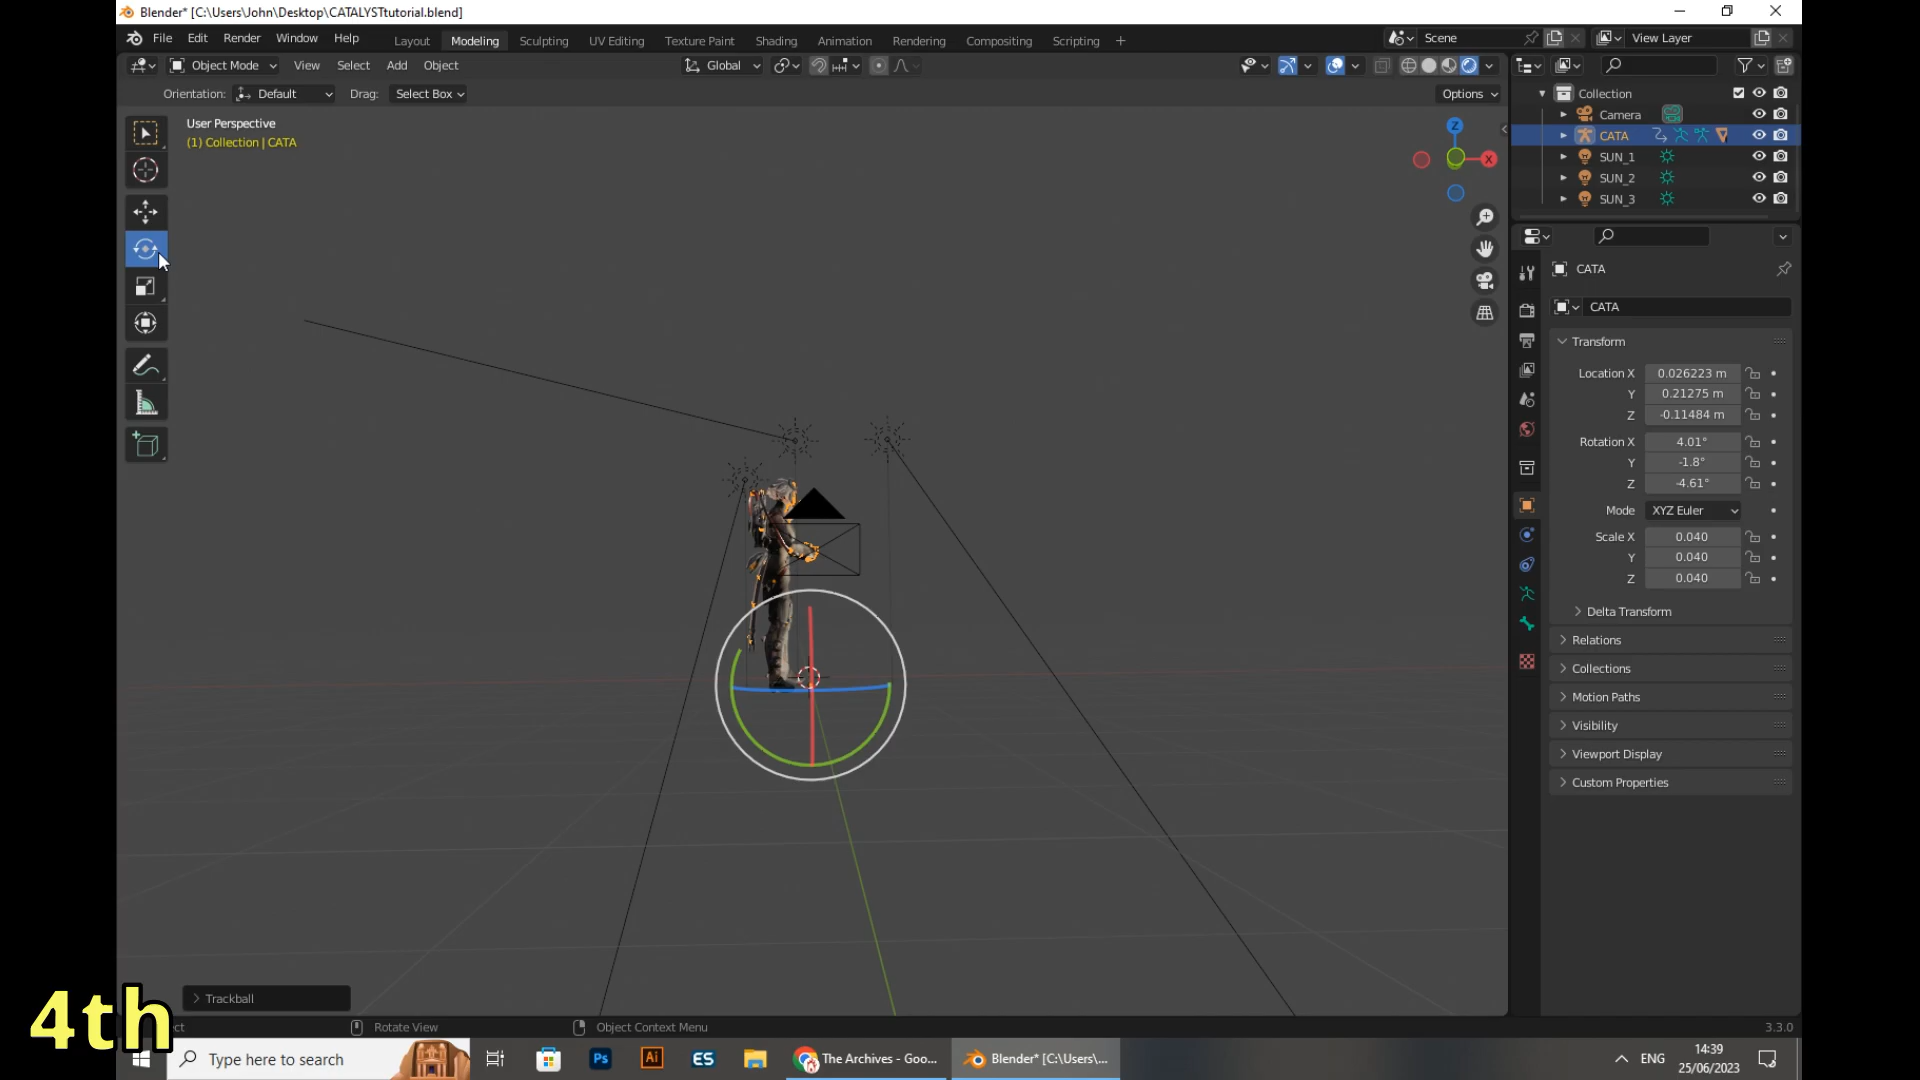 Blender* [C:\Users\John\Desktop\CATALYSTtutorial.blend]
File Edit Render Window Help Layout Modeling Sculpting UV Editing Texture Paint Shading Animation Rendering Compositing Scripting + Scene View Layer
Object Mode View Select Add Object Global
Orientation: Default Drag: Select Box Options
User Perspective
(1) Collection | CATA
Z
X
Collection
Camera
CATA
SUN_1
SUN_2
SUN_3
CATA
CATA
Transform
Location X 0.026223 m
Y 0.21275 m
Z -0.11484 m
Rotation X 4.01°
Y -1.8°
Z -4.61°
Mode XYZ Euler
Scale X 0.040
Y 0.040
Z 0.040
Delta Transform
Relations
Collections
Motion Paths
Visibility
Viewport Display
Custom Properties
Trackball
Rotate View Object Context Menu 3.3.0
4th
Type here to search Ps Ai ES The Archives - Goo... Blender* [C:\Users\... ENG 14:39
25/06/2023